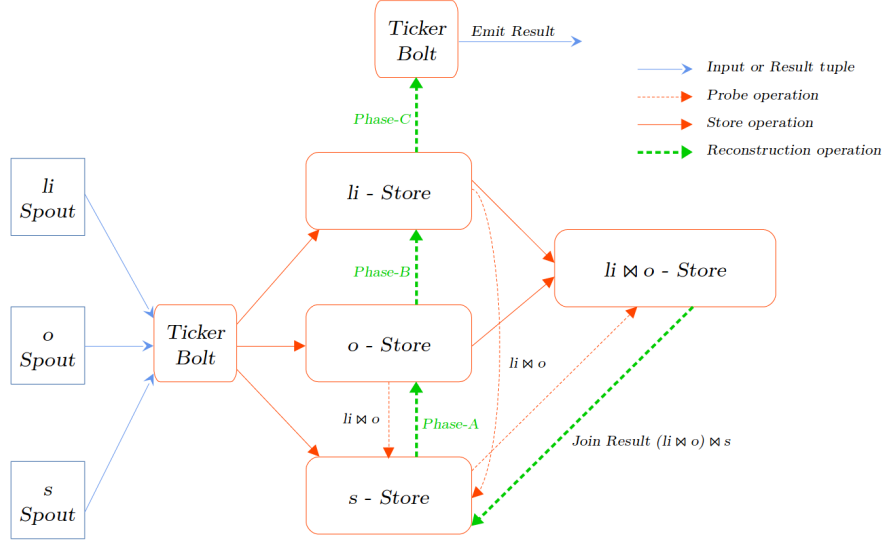 Ticker
Bolt
Emit Result
Input or Result tuple
Probe operation
Store operation
Reconstruction operation
Phase-C
li
Spout
li - Store
Phase-B
li ⋈ o - Store
o
Spout
Ticker
Bolt
o - Store
li ⋈ o
li ⋈ o
Phase-A
Join Result (li ⋈ o) ⋈ s
s
Spout
s - Store